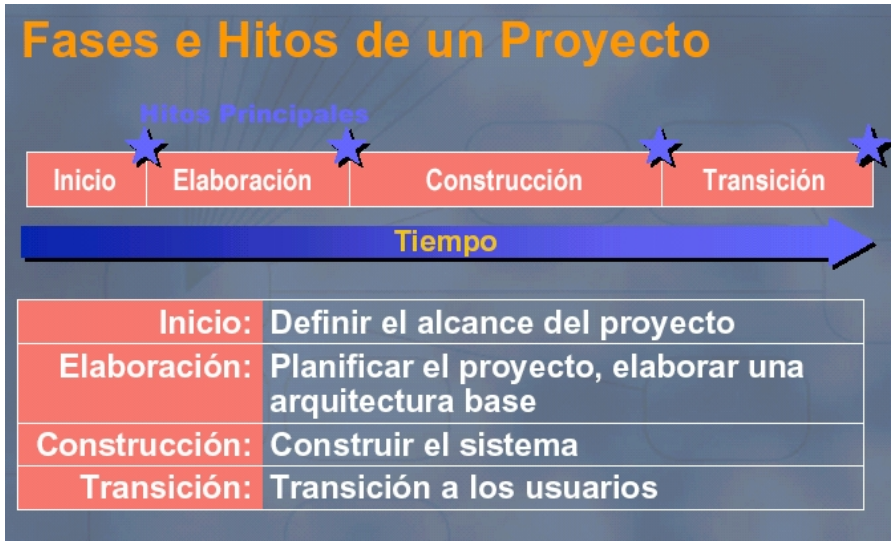 Fases e Hitos de un Proyecto
Hitos Principales
Inicio Elaboración Construcción Transición
Tiempo
Inicio: Definir el alcance del proyecto
Elaboración: Planificar el proyecto, elaborar una
arquitectura base
Construcción: Construir el sistema
Transición: Transición a los usuarios